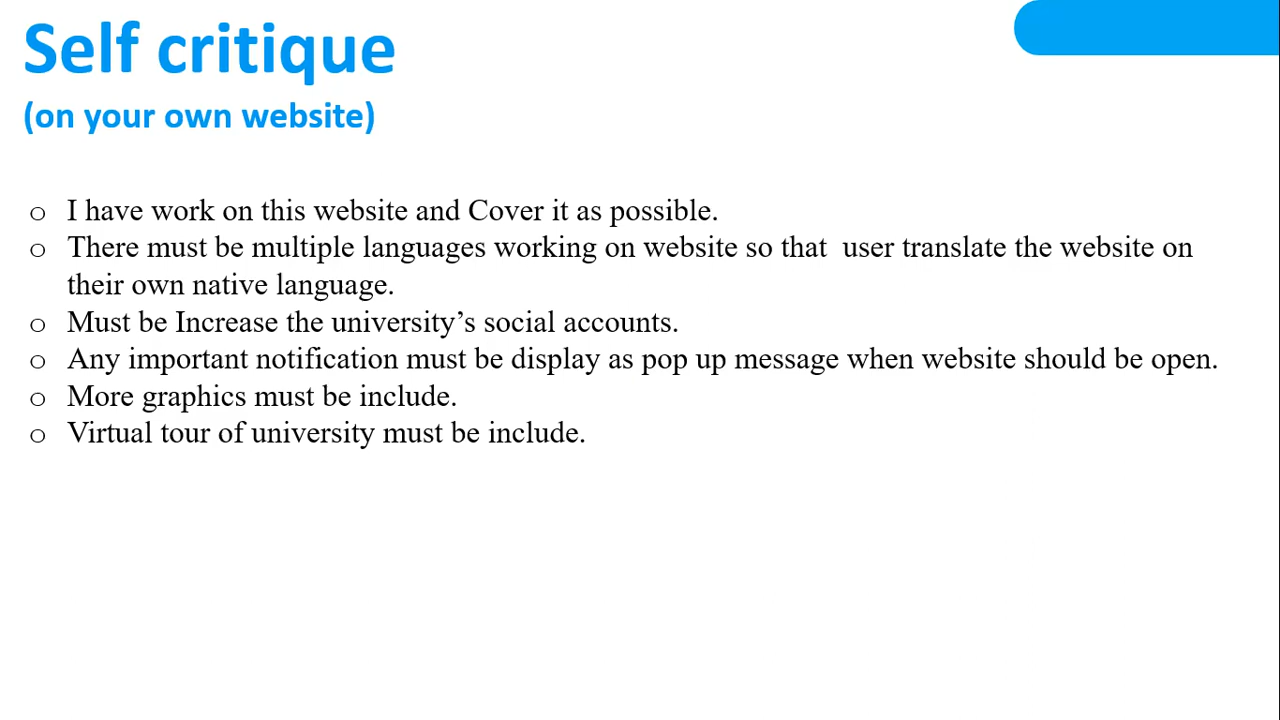 Self critique
(on your own website)
o I have work on this website and Cover it as possible.
o There must be multiple languages working on website so that  user translate the website on
their own native language.
o Must be Increase the university’s social accounts.
o Any important notification must be display as pop up message when website should be open.
o More graphics must be include.
o Virtual tour of university must be include.